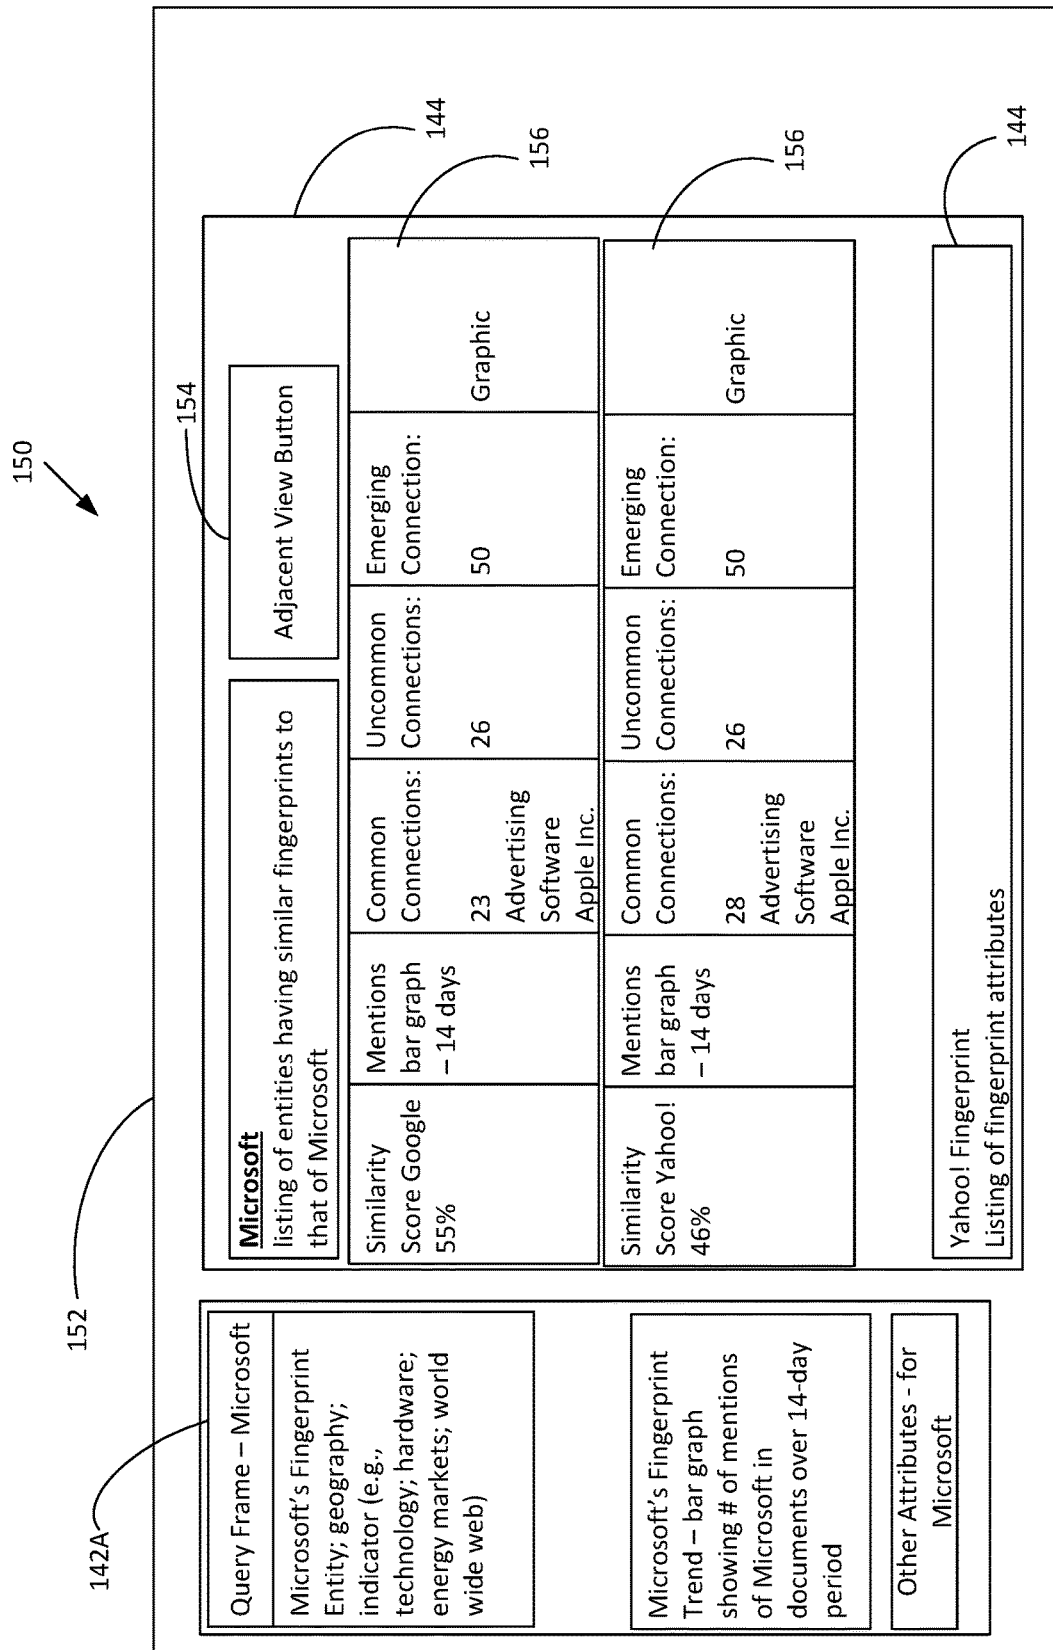 150
152
142A
Query Frame – Microsoft
Microsoft's Fingerprint
Entity; geography;
indicator (e.g.,
technology; hardware;
energy markets; world
wide web)
Microsoft's Fingerprint
Trend – bar graph
showing # of mentions
of Microsoft in
documents over 14-day
period
Other Attributes - for
Microsoft
Microsoft
listing of entities having similar fingerprints to
that of Microsoft
154
Adjacent View Button
144
Similarity
Score Google
55%
Mentions
bar graph
– 14 days
Common
Connections:
23
Advertising
Software
Apple Inc.
Uncommon
Connections:
26
Emerging
Connection:
50
Graphic
156
Similarity
Score Yahoo!
46%
Mentions
bar graph
– 14 days
Common
Connections:
28
Advertising
Software
Apple Inc.
Uncommon
Connections:
26
Emerging
Connection:
50
Graphic
156
Yahoo! Fingerprint
Listing of fingerprint attributes
144